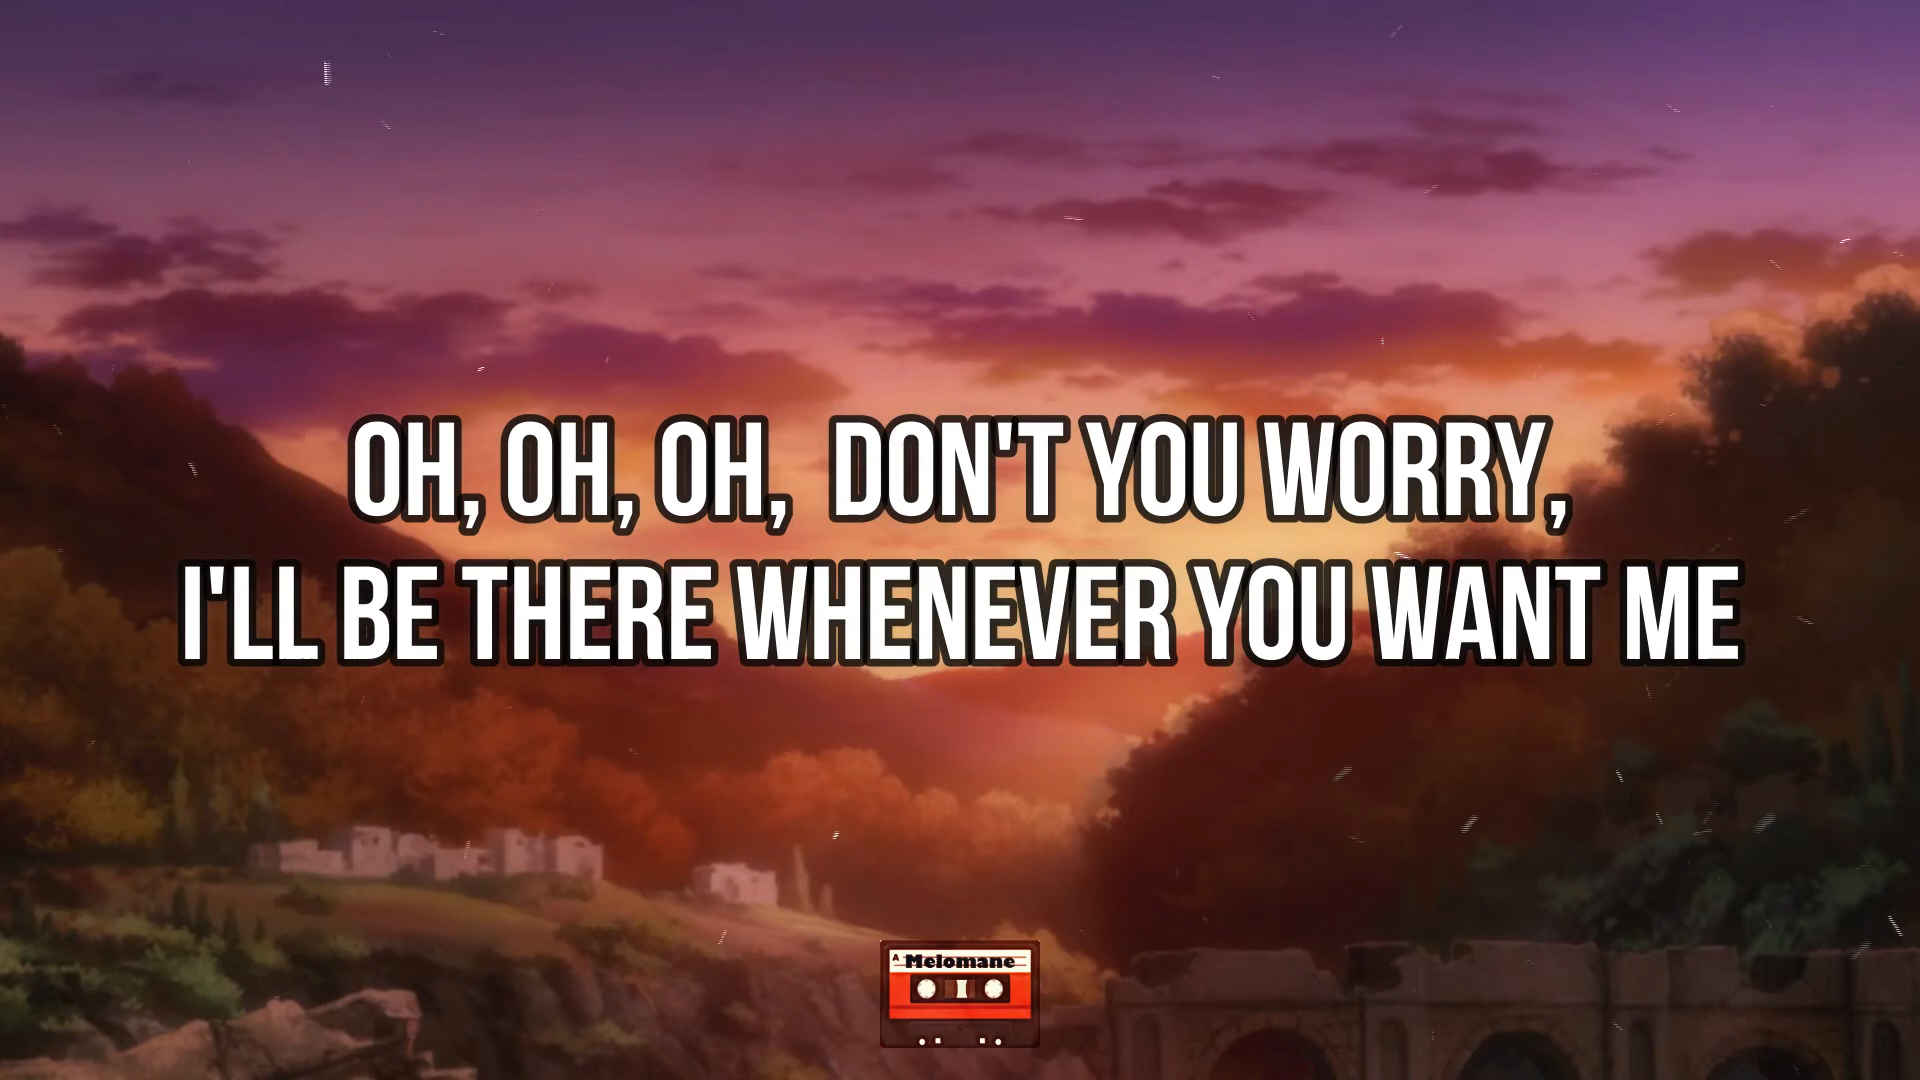 OH, OH, OH,  DON'T YOU WORRY,
I'LL BE THERE WHENEVER YOU WANT ME
A Melomane